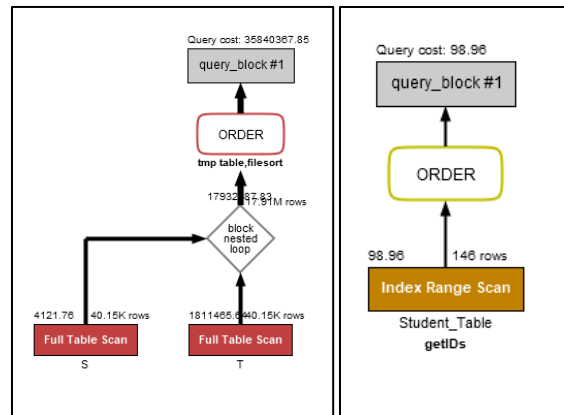 Query cost: 35840367.85
query_block #1
ORDER
tmp table,filesort
17.91M rows
block
nested
loop
4121.76
40.15K rows
40.15K rows
Full Table Scan
Full Table Scan
S
T
Query cost: 98.96
query_block #1
ORDER
98.96
146 rows
Index Range Scan
Student_Table
getIDs